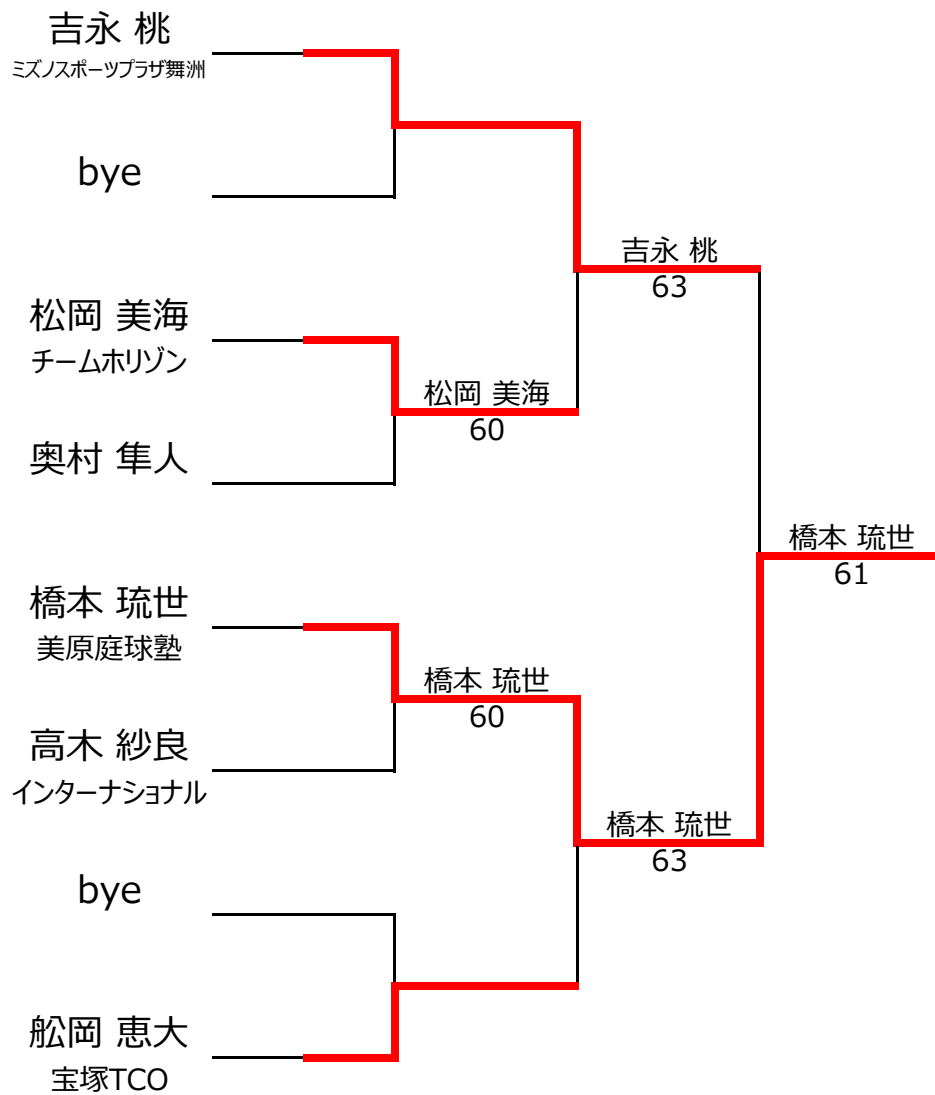 吉永 桃
ミズノスポーツプラザ舞洲
bye
吉永 桃
63
松岡 美海
チームホリゾン
松岡 美海
60
奥村 隼人
橋本 琉世
61
橋本 琉世
美原庭球塾
橋本 琉世
60
高木 紗良
インターナショナル
橋本 琉世
63
bye
舩岡 恵大
宝塚TCO